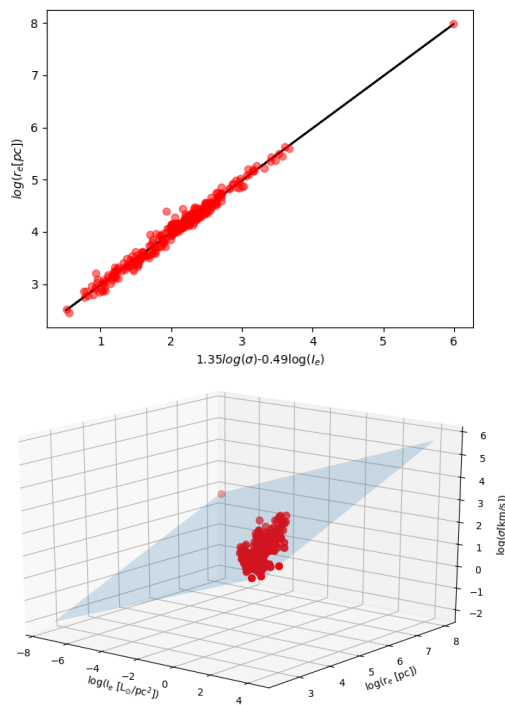 8
7
6
5
4
3
log(r_e[pc])
1 2 3 4 5 6
1.35log(σ)-0.49log(I_e)
6
5
4
3
2
1
0
−1
−2
log(σ[km/s])
−8 −6 −4 −2 0 2 4
log(I_e [L_⊙/pc²])
3 4 5 6 7 8
log(r_e [pc])